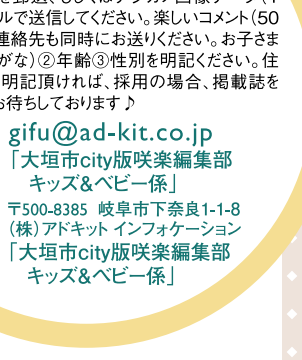 ルで送信してください。楽しいコメント（50
連絡先も同時にお送りください。お子さま
がな）②年齢③性別を明記ください。住
明記頂ければ、採用の場合、掲載誌を
お待ちしております♪
gifu@ad-kit.co.jp
「大垣市city版咲楽編集部
キッズ&ベビー係」
〒500-8385 岐阜市下奈良1-1-8
（株）アドキット インフォケーション
「大垣市city版咲楽編集部
キッズ&ベビー係」